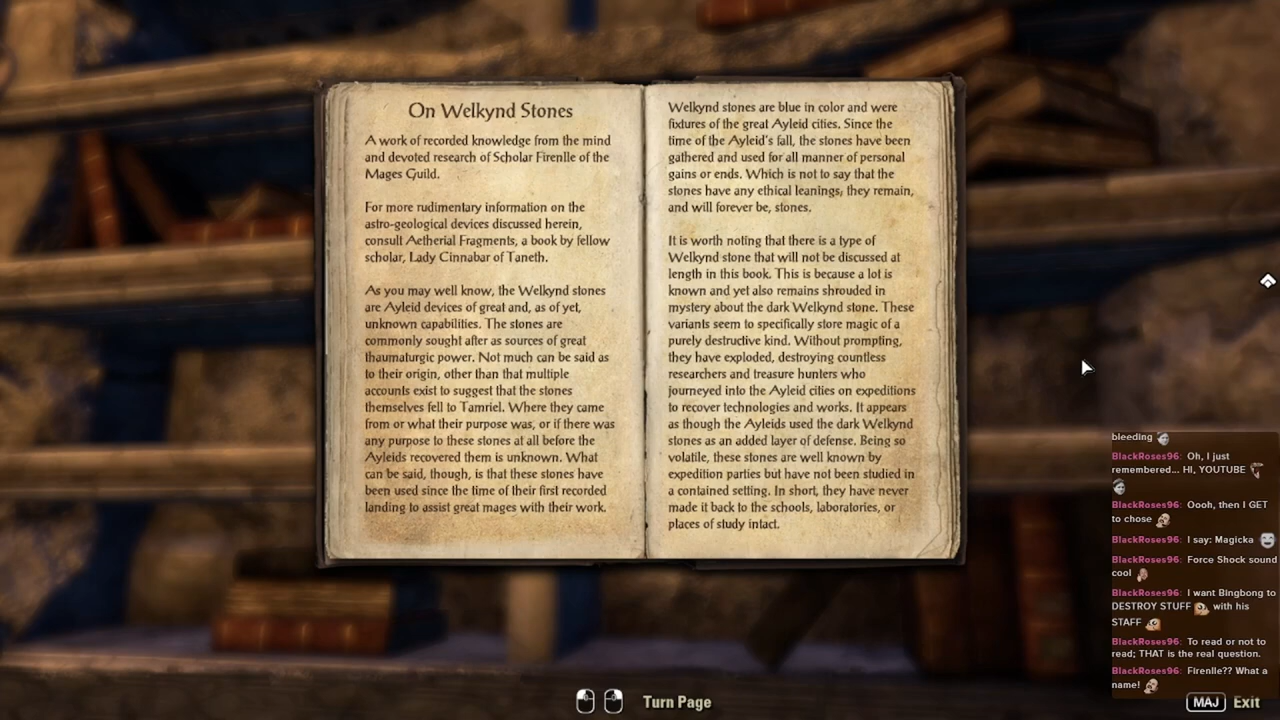 On Welkynd Stones
A work of recorded knowledge from the mind
and devoted research of Scholar Firenlle of the
Mages Guild.
For more rudimentary information on the
astro-geological devices discussed herein,
consult Aetherial Fragments, a book by fellow
scholar, Lady Cinnabar of Taneth.
As you may well know, the Welkynd stones
are Ayleid devices of great and, as of yet,
unknown capabilities. The stones are
commonly sought after as sources of great
thaumaturgic power. Not much can be said as
to their origin, other than that multiple
accounts exist to suggest that the stones
themselves fell to Tamriel. Where they came
from or what their purpose was, or if there was
any purpose to these stones at all before the
Ayleids recovered them is unknown. What
can be said, though, is that these stones have
been used since the time of their first recorded
landing to assist great mages with their work.
Welkynd stones are blue in color and were
fixtures of the great Ayleid cities. Since the
time of the Ayleid's fall, the stones have been
gathered and used for all manner of personal
gains or ends. Which is not to say that the
stones have any ethical leanings; they remain,
and will forever be, stones.
It is worth noting that there is a type of
Welkynd stone that will not be discussed at
length in this book. This is because a lot is
known and yet also remains shrouded in
mystery about the dark Welkynd stone. These
variants seem to specifically store magic of a
purely destructive kind. Without prompting,
they have exploded, destroying countless
researchers and treasure hunters who
journeyed into the Ayleid cities on expeditions
to recover technologies and works. It appears
as though the Ayleids used the dark Welkynd
stones as an added layer of defense. Being so
volatile, these stones are well known by
expedition parties but have not been studied in
a contained setting. In short, they have never
made it back to the schools, laboratories, or
places of study intact.
bleeding
BlackRoses96: Oh, I just
remembered... HI, YOUTUBE
BlackRoses96: Oooh, then I GET
to chose
BlackRoses96: I say: Magicka
BlackRoses96: Force Shock sound
cool
BlackRoses96: I want Bingbong to
DESTROY STUFF with his
STAFF
BlackRoses96: To read or not to
read; THAT is the real question.
BlackRoses96: Firenlle?? What a
name!
Turn Page
MAJ Exit